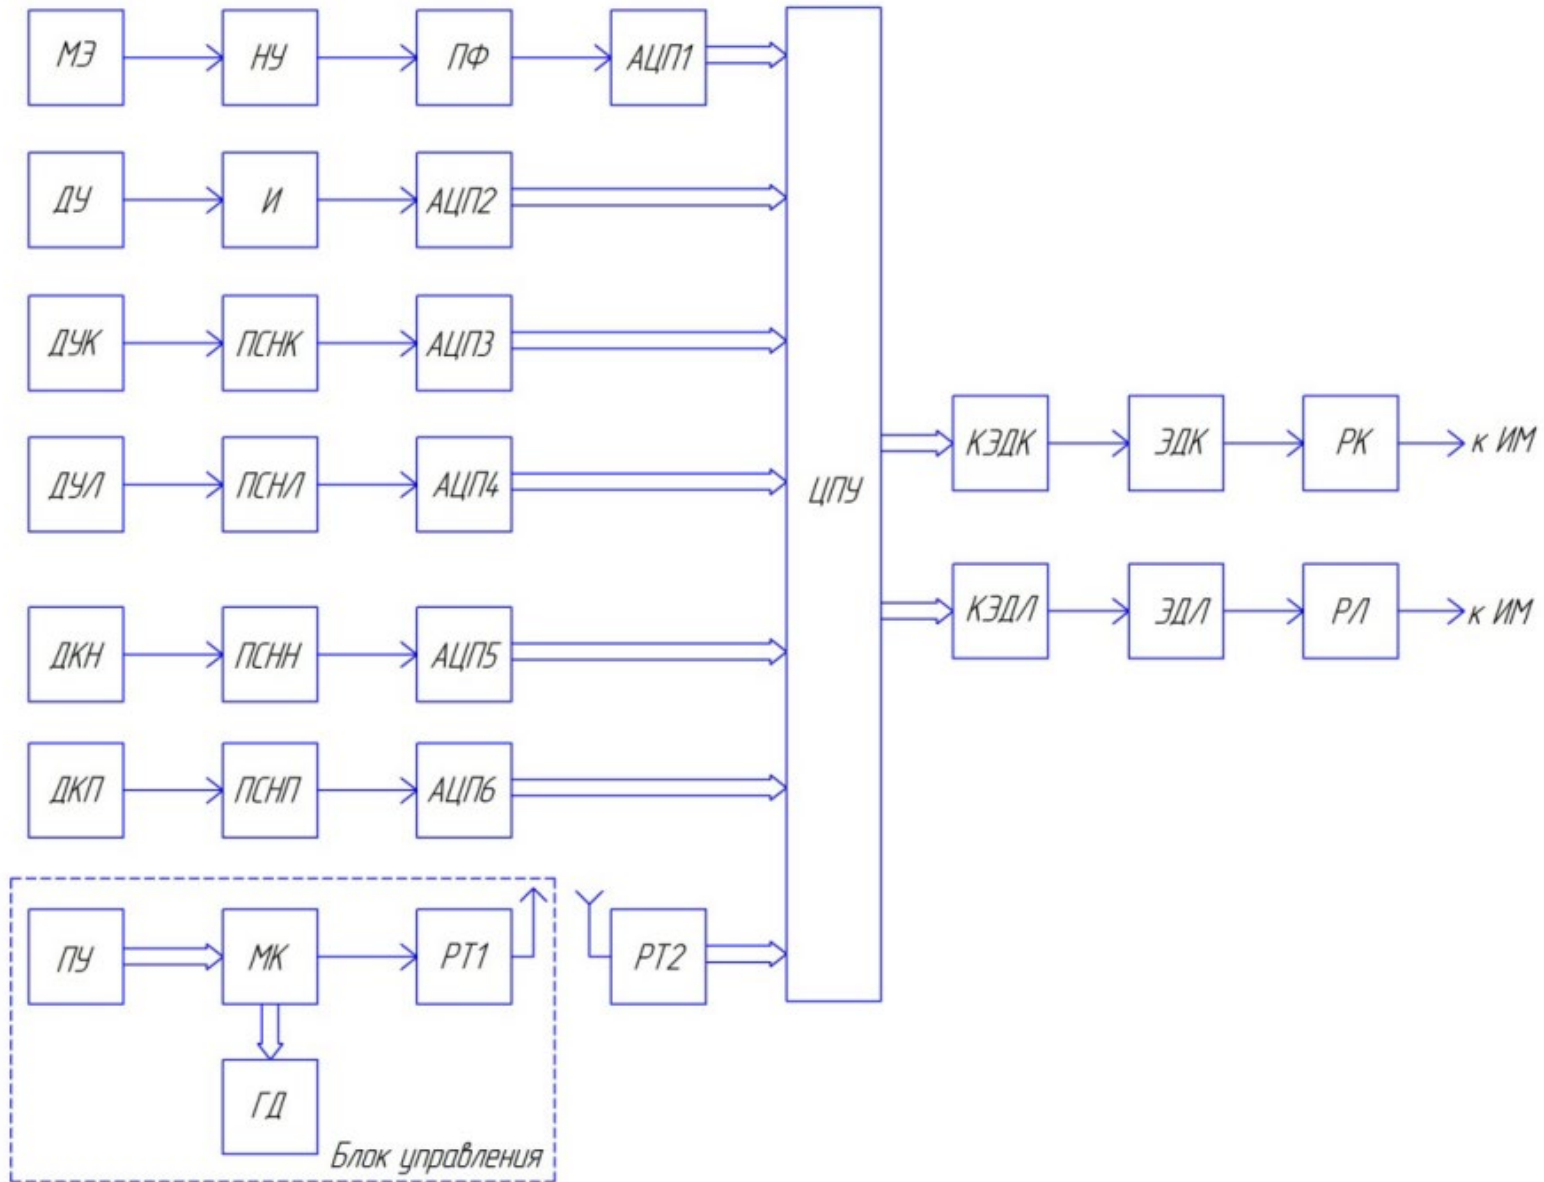 МЭ НУ ПФ АЦП1
ДУ И АЦП2
ДУК ПСНК АЦП3
КЭДК ЭДК РК к ИМ
ДУЛ ПСНЛ АЦП4 ЦПУ
КЭДЛ ЭДЛ РЛ к ИМ
ДКН ПСНН АЦП5
ДКП ПСНП АЦП6
ПУ МК РТ1 РТ2
ГД
Блок управления